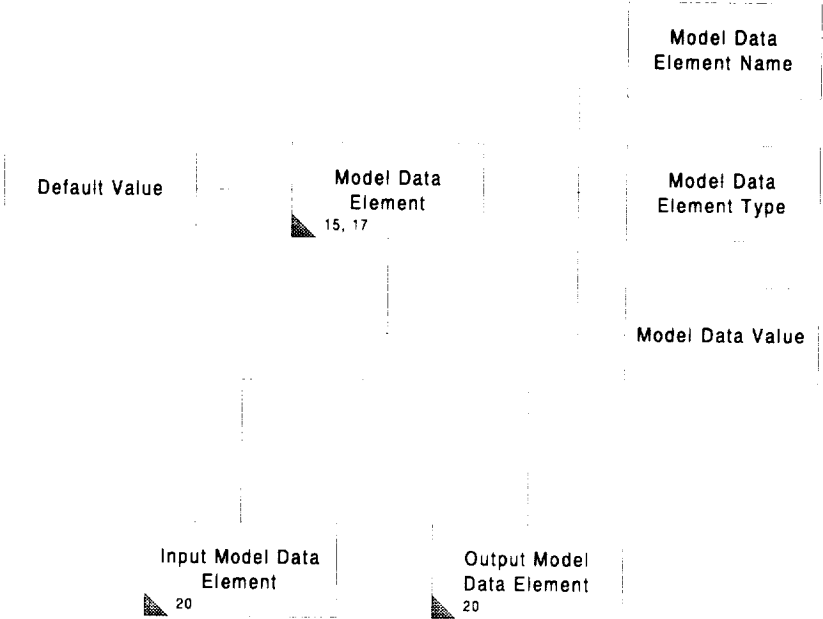 Model Data
Element Name
Default Value
Model Data
Element
15, 17
Model Data
Element Type
Model Data Value
Input Model Data
Element
20
Output Model
Data Element
20